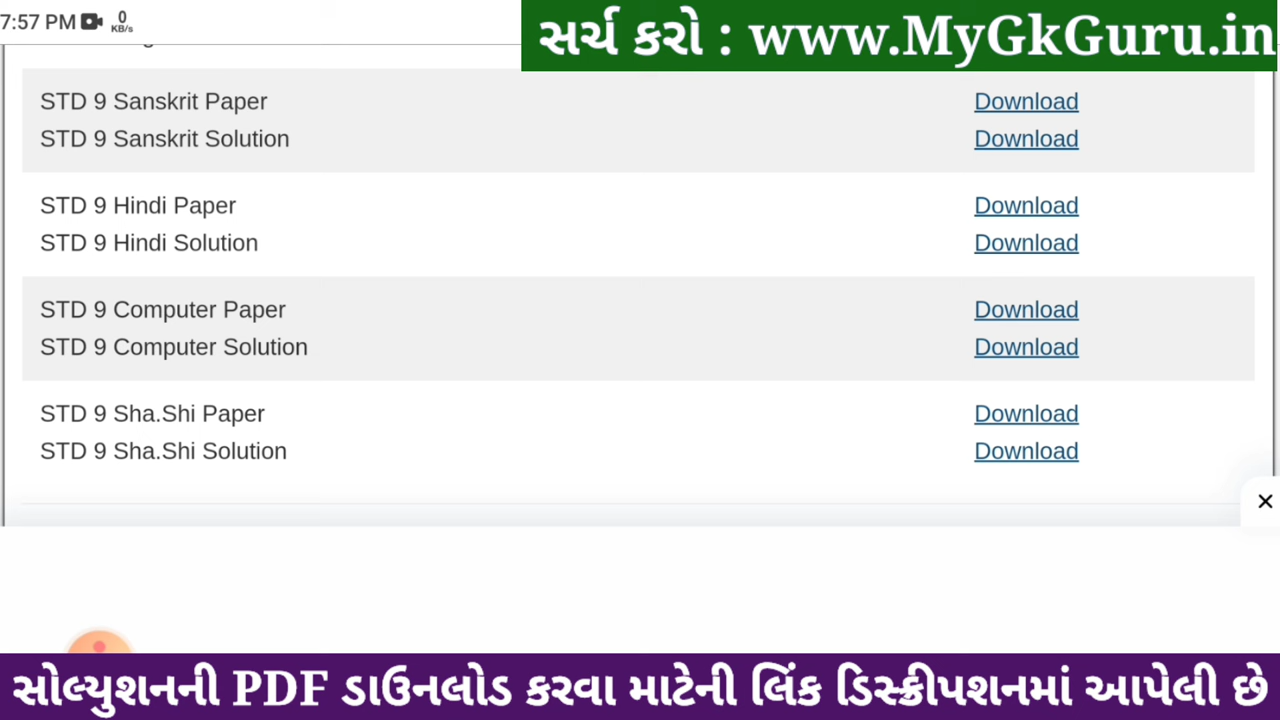 7:57 PM 0 KB/s
સર્ચ કરો : www.MyGkGuru.in
STD 9 Sanskrit Paper Download
STD 9 Sanskrit Solution Download
STD 9 Hindi Paper Download
STD 9 Hindi Solution Download
STD 9 Computer Paper Download
STD 9 Computer Solution Download
STD 9 Sha.Shi Paper Download
STD 9 Sha.Shi Solution Download
સોલ્યુશનની PDF ડાઉનલોડ કરવા માટેની લિંક ડિસ્ક્રીપશનમાં આપેલી છે